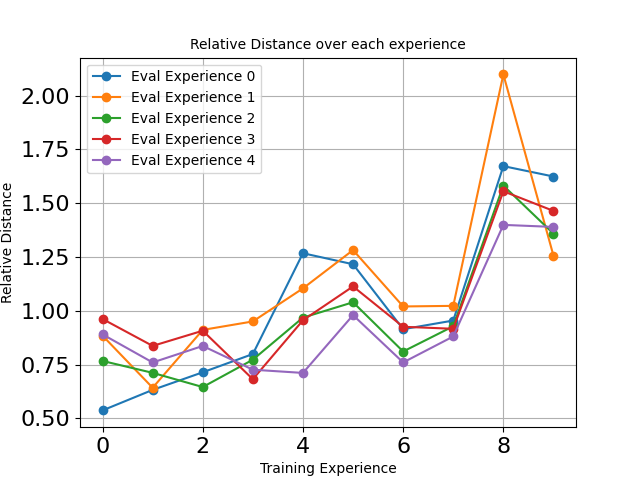 Relative Distance over each experience
Eval Experience 0
Eval Experience 1
Eval Experience 2
Eval Experience 3
Eval Experience 4
2.00
1.75
1.50
1.25
1.00
0.75
0.50
Relative Distance
0 2 4 6 8
Training Experience